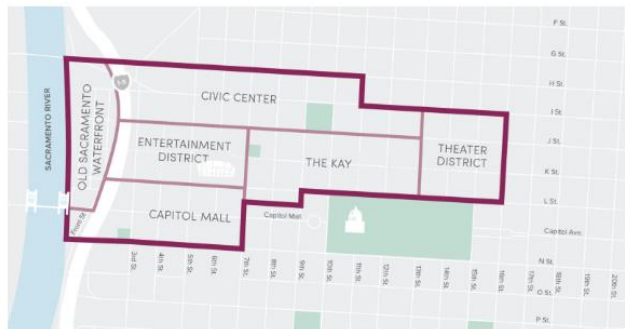 F St.
G St.
H St.
I St.
J St.
K St.
L St.
Capitol Ave.
N St.
O St.
P St.
SACRAMENTO RIVER
OLD SACRAMENTO
WATERFRONT
5
CIVIC CENTER
ENTERTAINMENT
DISTRICT
THE KAY
THEATER
DISTRICT
CAPITOL MALL
Capitol Mall
Front St.
3rd St.
4th St.
5th St.
6th St.
7th St.
8th St.
9th St.
10th St.
11th St.
12th St.
13th St.
14th St.
15th St.
16th St.
17th St.
18th St.
19th St.
20th St.